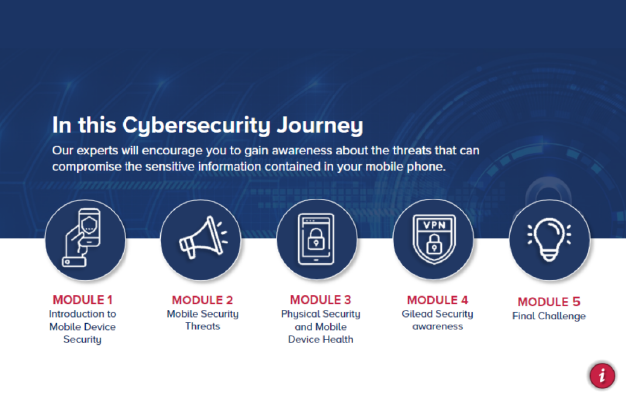 In this Cybersecurity Journey
Our experts will encourage you to gain awareness about the threats that can
compromise the sensitive information contained in your mobile phone.
VPN
MODULE 1
Introduction to
Mobile Device
Security
MODULE 2
Mobile Security
Threats
MODULE 3
Physical Security
and Mobile
Device Health
MODULE 4
Gilead Security
awareness
MODULE 5
Final Challenge
i